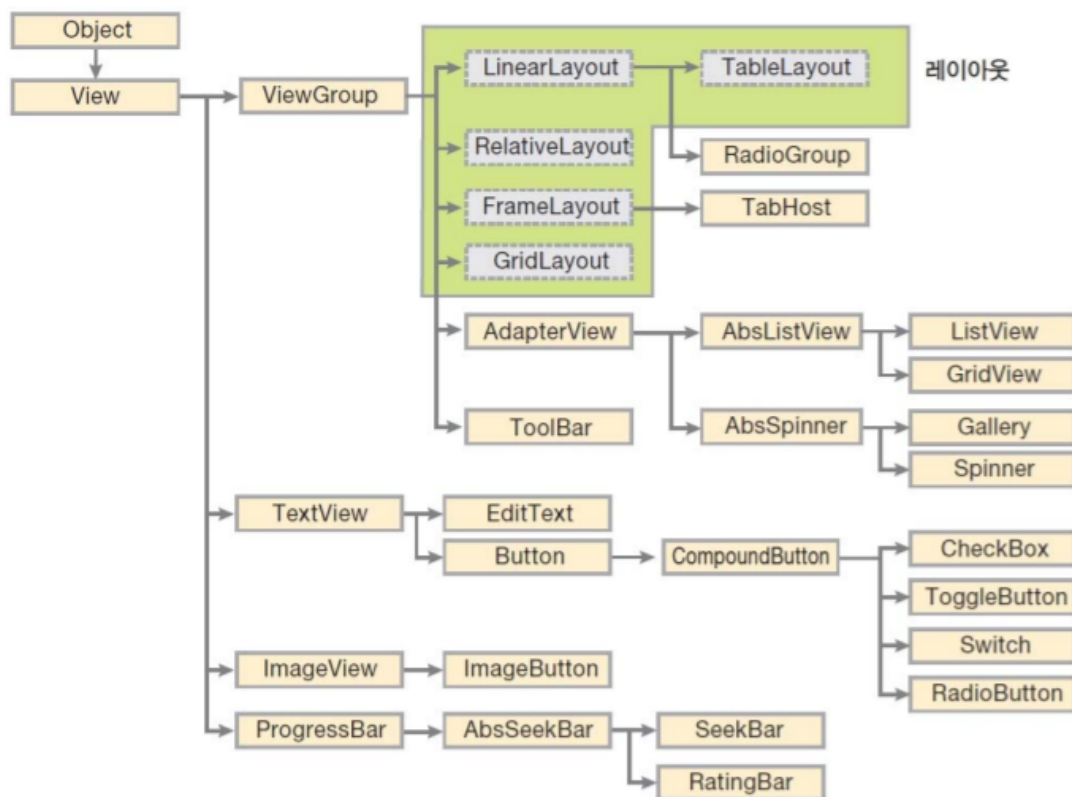 Object
View
ViewGroup
LinearLayout
TableLayout
레이아웃
RelativeLayout
RadioGroup
FrameLayout
TabHost
GridLayout
AdapterView
AbsListView
ListView
GridView
ToolBar
AbsSpinner
Gallery
Spinner
TextView
EditText
Button
CompoundButton
CheckBox
ToggleButton
Switch
RadioButton
ImageView
ImageButton
ProgressBar
AbsSeekBar
SeekBar
RatingBar